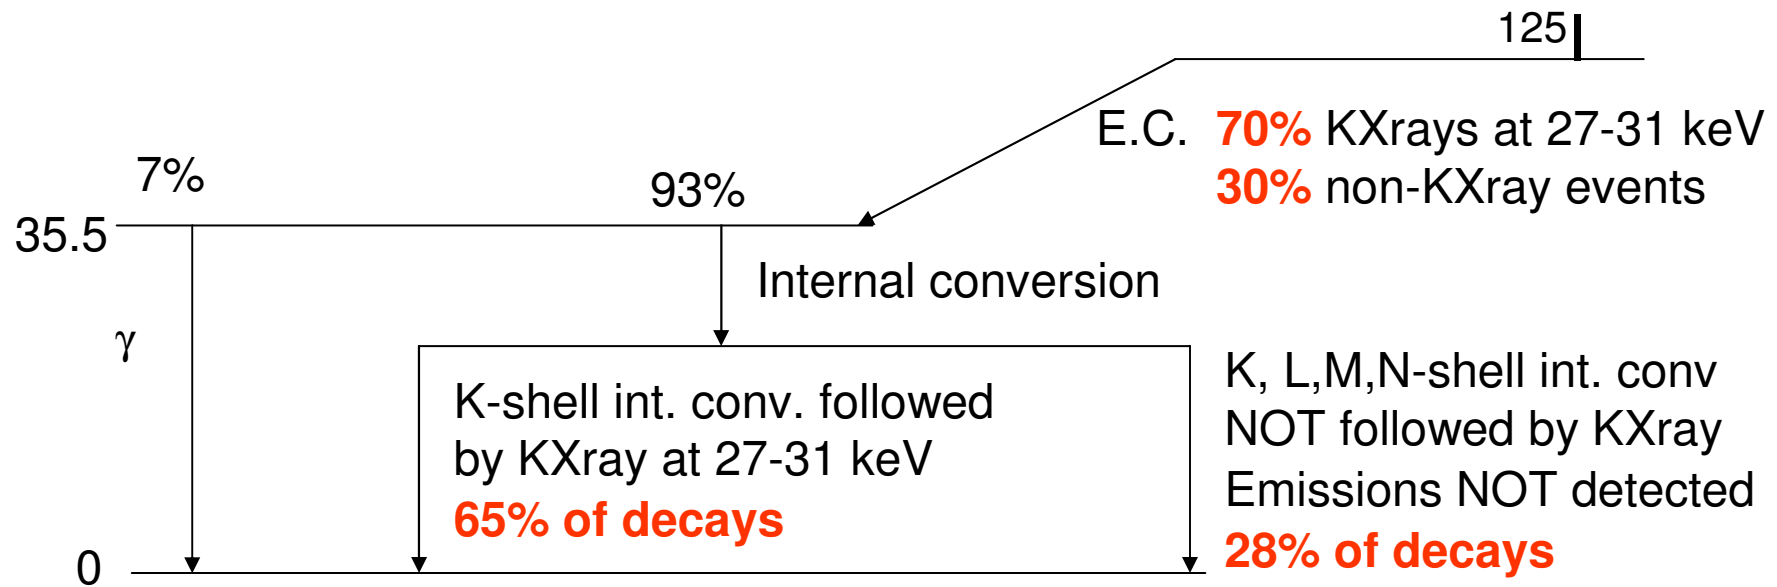 125
E.C. 70% KXrays at 27-31 keV
30% non-KXray events
7%
93%
35.5
Internal conversion
γ
K-shell int. conv. followed
by KXray at 27-31 keV
65% of decays
K, L,M,N-shell int. conv
NOT followed by KXray
Emissions NOT detected
28% of decays
0